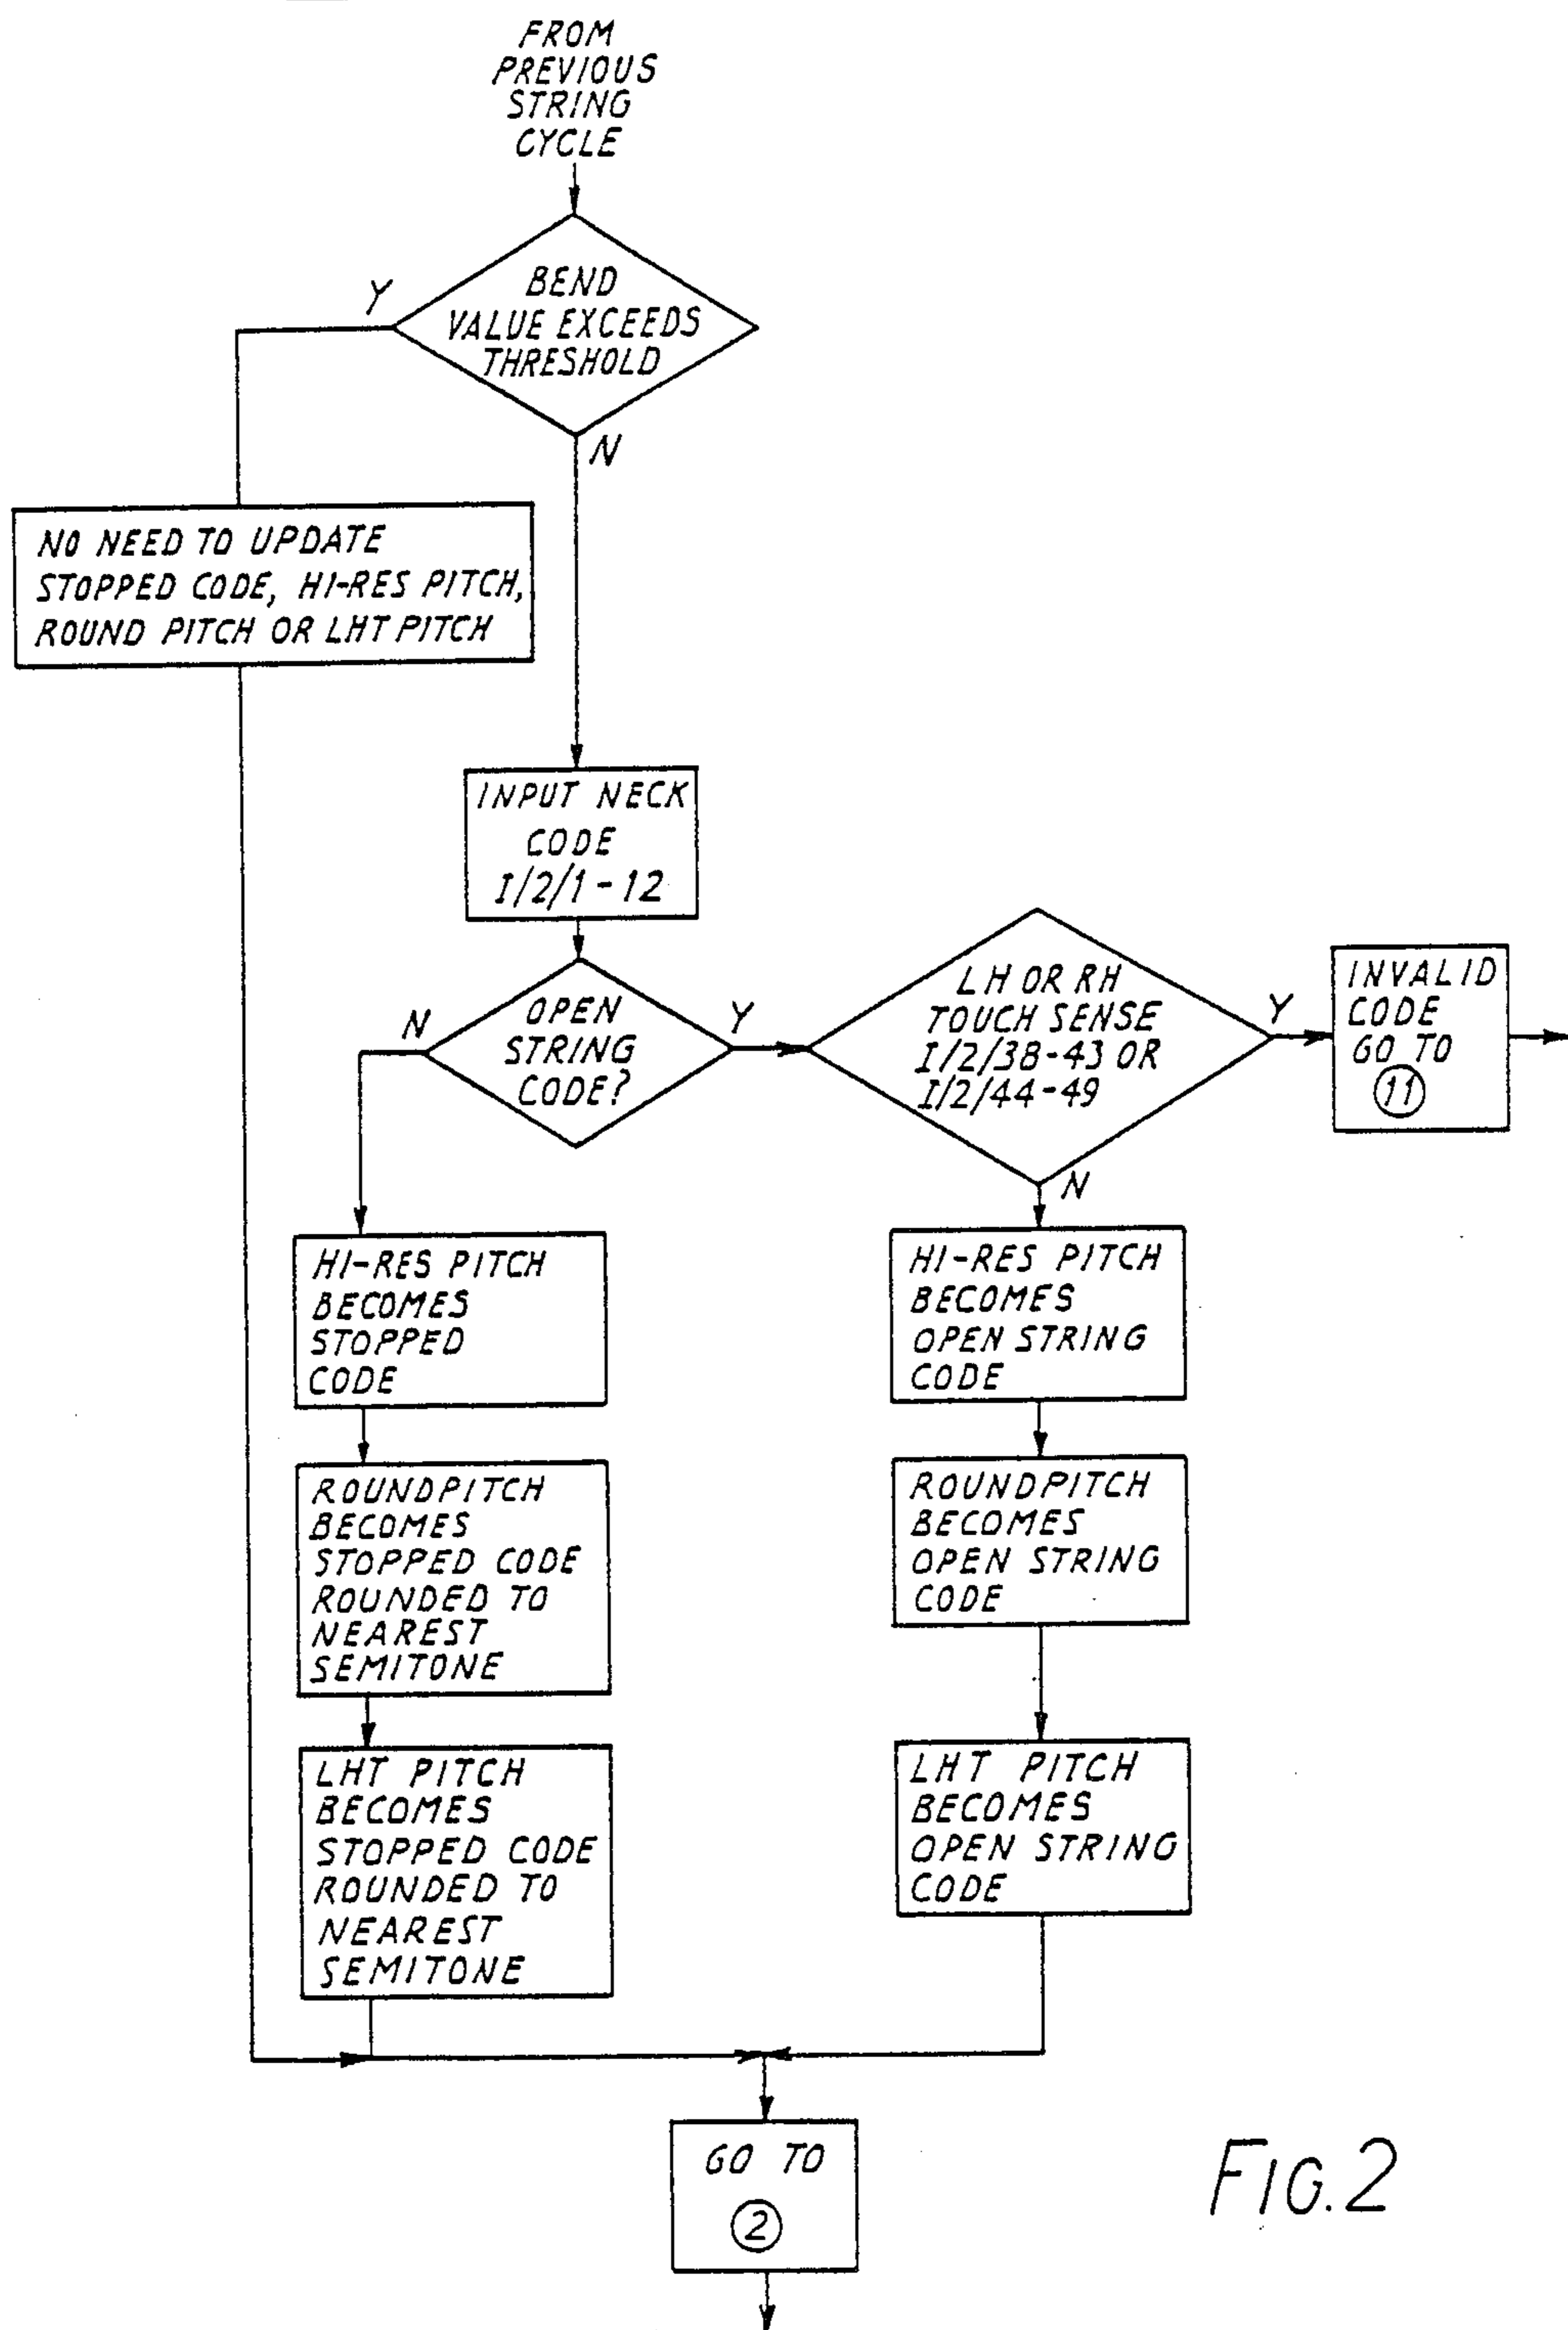 FROM
PREVIOUS
STRING
CYCLE
BEND
VALUE EXCEEDS
THRESHOLD
Y
N
NO NEED TO UPDATE
STOPPED CODE, HI-RES PITCH,
ROUND PITCH OR LHT PITCH
INPUT NECK
CODE
I/2/1-12
OPEN
STRING
CODE?
N
Y
LH OR RH
TOUCH SENSE
I/2/38-43 OR
I/2/44-49
Y
N
INVALID
CODE
GO TO
11
HI-RES PITCH
BECOMES
STOPPED
CODE
HI-RES PITCH
BECOMES
OPEN STRING
CODE
ROUNDPITCH
BECOMES
STOPPED CODE
ROUNDED TO
NEAREST
SEMITONE
ROUNDPITCH
BECOMES
OPEN STRING
CODE
LHT PITCH
BECOMES
STOPPED CODE
ROUNDED TO
NEAREST
SEMITONE
LHT PITCH
BECOMES
OPEN STRING
CODE
GO TO
2
FIG.2